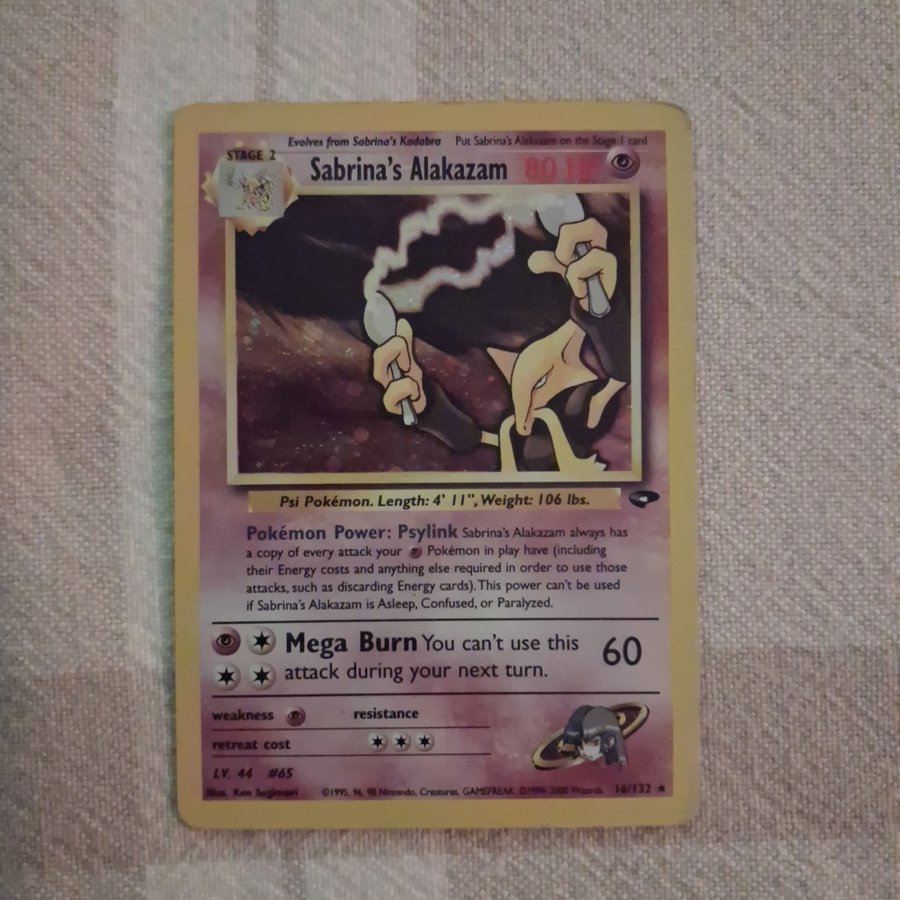 Evolves from Sabrina's Kadabra Put Sabrina's Alakazam on the Stage 1 card
STAGE 2
Sabrina's Alakazam 80 HP
Psi Pokémon. Length: 4' 11", Weight: 106 lbs.
Pokémon Power: Psylink Sabrina's Alakazam always has
a copy of every attack your Pokémon in play have (including
their Energy costs and anything else required in order to use those
attacks, such as discarding Energy cards). This power can't be used
if Sabrina's Alakazam is Asleep, Confused, or Paralyzed.
Mega Burn You can't use this
attack during your next turn.
60
weakness resistance
retreat cost
LV. 44 #65
Illus. Ken Sugimori ©1995, 96, 98 Nintendo, Creatures, GAMEFREAK. ©1999-2000 Wizards. 16/132